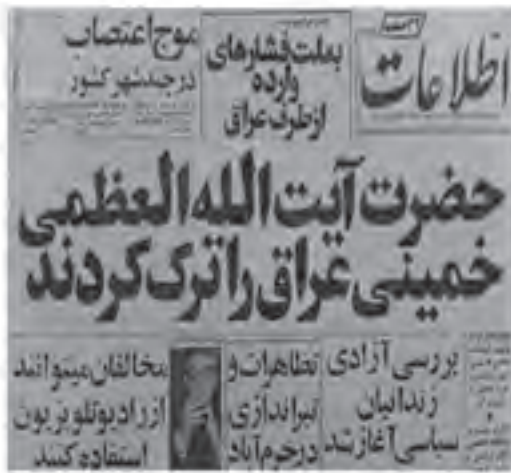 اطلاعات
بعلت فشارهای
وارده
از طرف عراق
موج اعتصاب
در چند شهر کشور
حضرت آیت الله العظمی
خمینی عراق را ترک کردند
بررسی آزادی
زندانیان
سیاسی آغاز شد
تظاهرات و
تیراندازی
در خرم آباد
مخالفان میتوانند
از رادیو تلویزیون
استفاده کنند